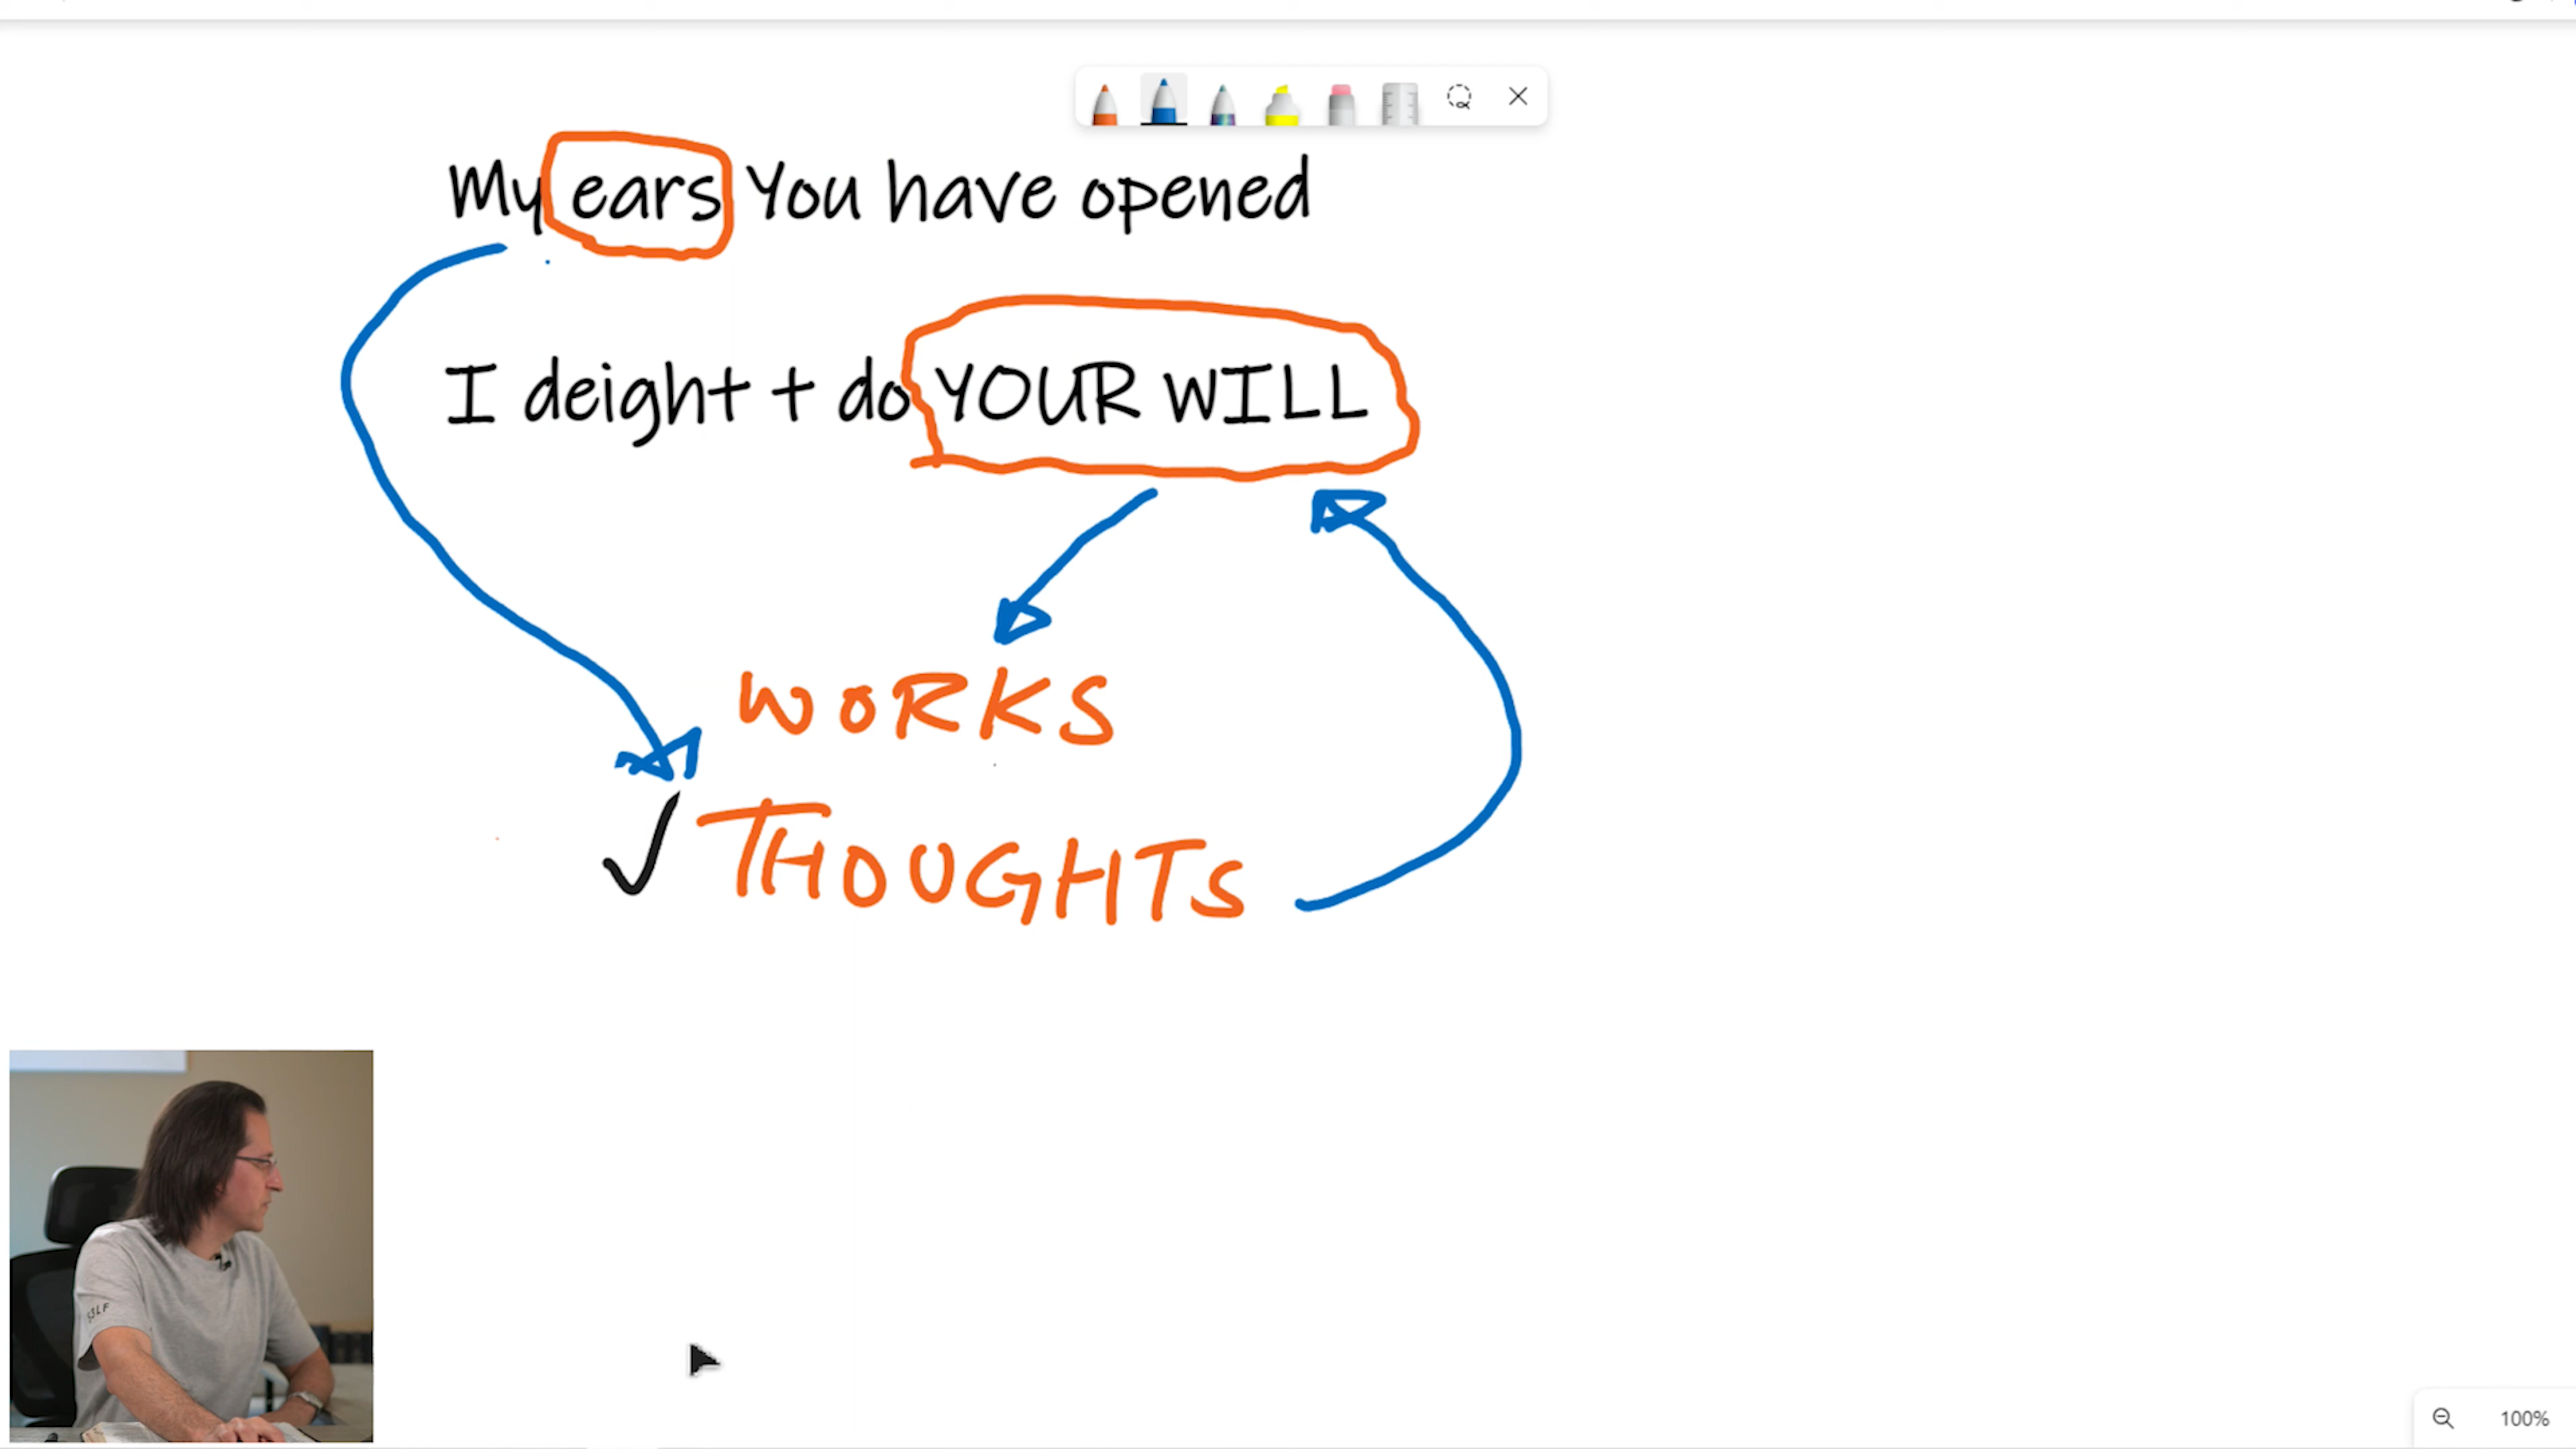 My ears You have opened
I deight + do YOUR WILL
WORKS
✓ THOUGHTS
100%